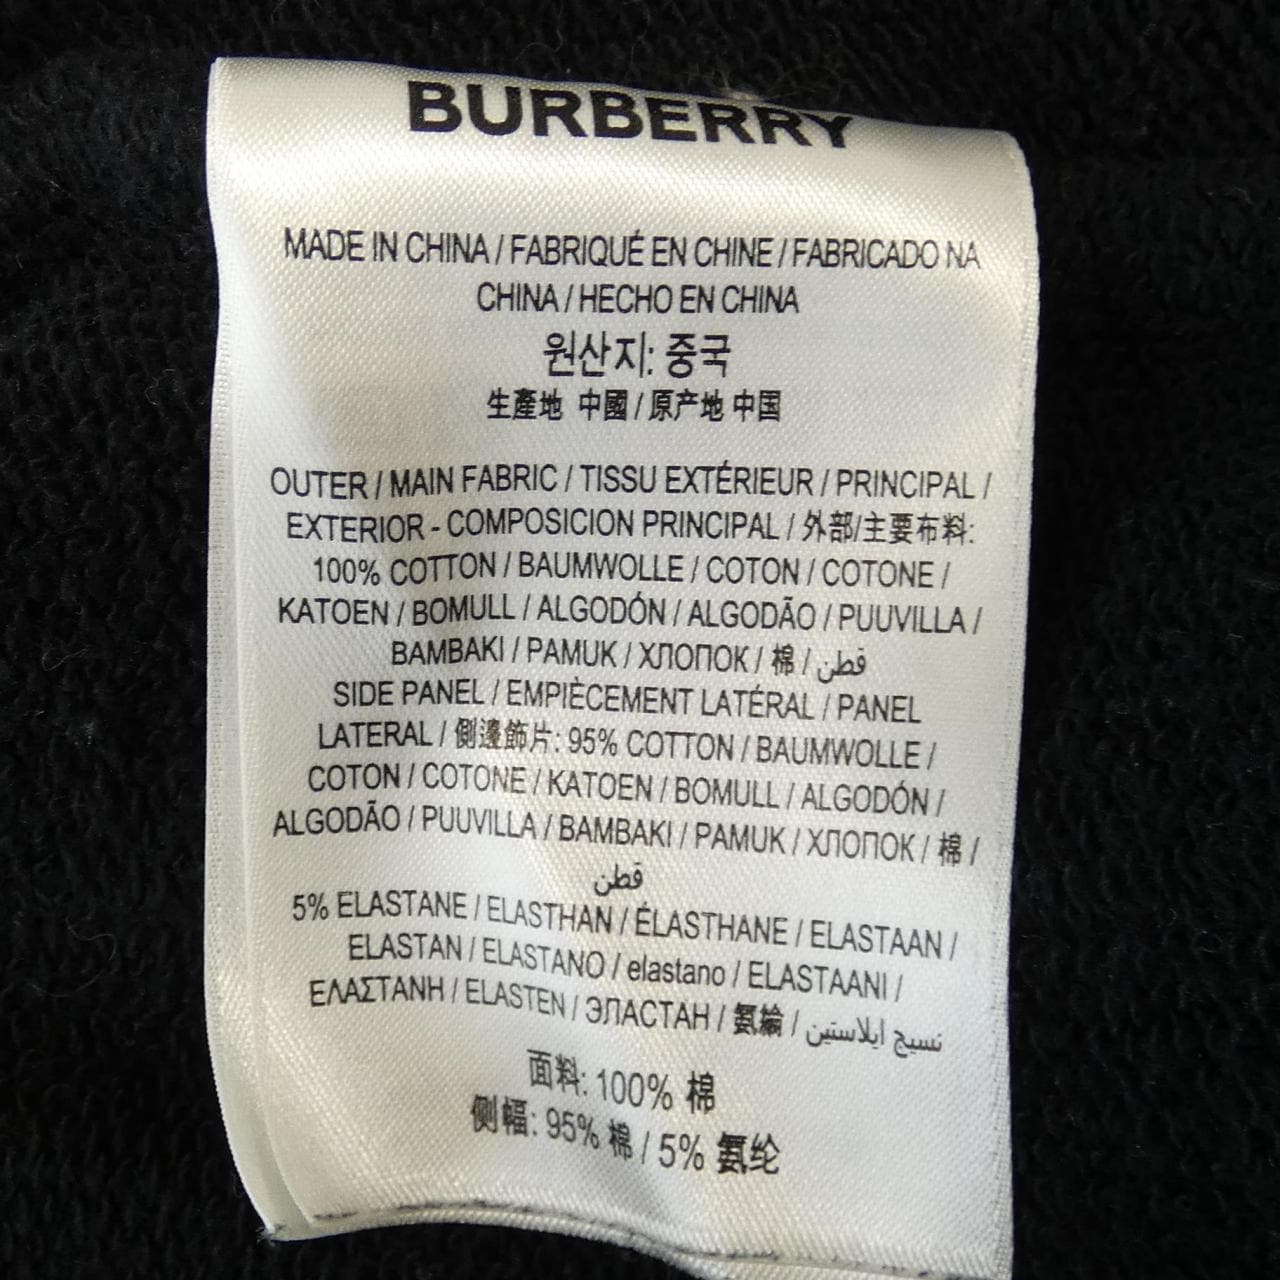 BURBERRY
MADE IN CHINA / FABRIQUÉ EN CHINE / FABRICADO NA
CHINA / HECHO EN CHINA
원산지: 중국
生產地 中國 / 原产地 中国
OUTER / MAIN FABRIC / TISSU EXTÉRIEUR / PRINCIPAL /
EXTERIOR - COMPOSICION PRINCIPAL / 外部/主要布料:
100% COTTON / BAUMWOLLE / COTON / COTONE /
KATOEN / BOMULL / ALGODÓN / ALGODÃO / PUUVILLA /
BAMBAKI / PAMUK / ХЛОПОК / 棉 / قطن
SIDE PANEL / EMPIÈCEMENT LATÉRAL / PANEL
LATERAL / 側邊飾片: 95% COTTON / BAUMWOLLE /
COTON / COTONE / KATOEN / BOMULL / ALGODÓN /
ALGODÃO / PUUVILLA / BAMBAKI / PAMUK / ХЛОПОК / 棉 /
قطن
5% ELASTANE / ELASTHAN / ÉLASTHANE / ELASTAAN /
ELASTAN / ELASTANO / elastano / ELASTAANI /
ΕΛΑΣΤΑΝΗ / ELASTEN / ЭЛАСТАН / 氨綸 / نسيج ايلاستين
面料: 100% 棉
侧幅: 95% 棉 / 5% 氨纶